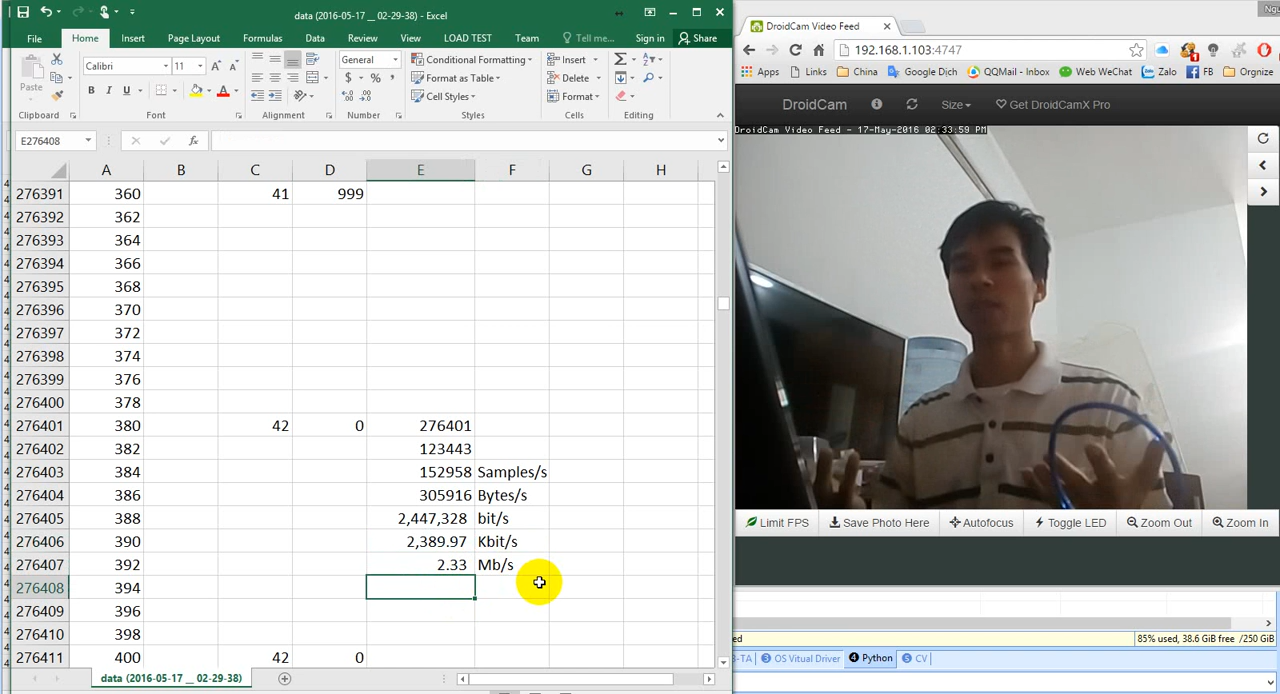 data (2016-05-17 __ 02-29-38) - Excel
File Home Insert Page Layout Formulas Data Review View LOAD TEST Team Tell me... Sign in Share
Paste
Calibri 11
General
Conditional Formatting
Format as Table
Cell Styles
Insert
Delete
Format
Clipboard Font Alignment Number Styles Cells Editing
E276408 fx
A B C D E F G H
276391 360 41 999
276392 362
276393 364
276394 366
276395 368
276396 370
276397 372
276398 374
276399 376
276400 378
276401 380 42 0 276401
276402 382 123443
276403 384 152958 Samples/s
276404 386 305916 Bytes/s
276405 388 2,447,328 bit/s
276406 390 2,389.97 Kbit/s
276407 392 2.33 Mb/s
276408 394
276409 396
276410 398
276411 400 42 0
data (2016-05-17 __ 02-29-38)
DroidCam Video Feed
192.168.1.103:4747
Apps Links China Google Dịch QQMail - Inbox Web WeChat Zalo FB Orgnize
DroidCam Size Get DroidCamX Pro
DroidCam Video Feed - 17-May-2016 02:33:59 PM
Limit FPS Save Photo Here Autofocus Toggle LED Zoom Out Zoom In
85% used, 38.6 GiB free /250 GiB
3 OS Vitual Driver 4 Python 5 CV